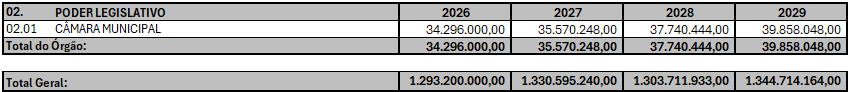 02. PODER LEGISLATIVO 2026 2027 2028 2029
02.01 CÂMARA MUNICIPAL 34.296.000,00 35.570.248,00 37.740.444,00 39.858.048,00
Total do Órgão: 34.296.000,00 35.570.248,00 37.740.444,00 39.858.048,00
Total Geral: 1.293.200.000,00 1.330.595.240,00 1.303.711.933,00 1.344.714.164,00